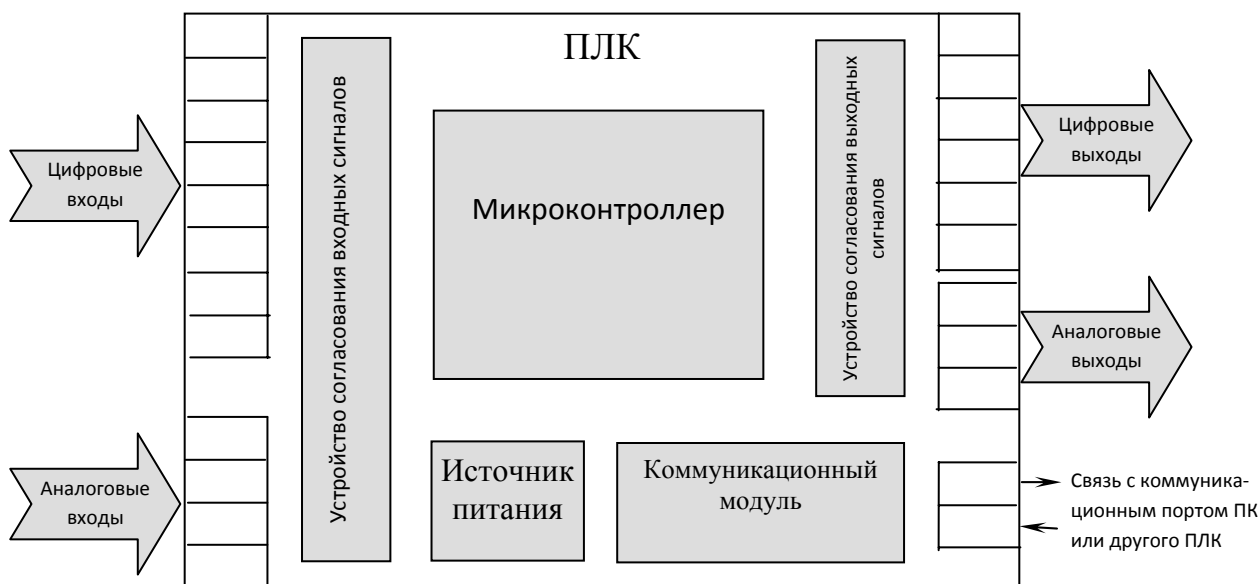 ПЛК
Цифровые
входы
Аналоговые
входы
Устройство согласования входных сигналов
Микроконтроллер
Источник
питания
Коммуникационный
модуль
Устройство согласования выходных
сигналов
Цифровые
выходы
Аналоговые
выходы
Связь с коммуника-
ционным портом ПК
или другого ПЛК